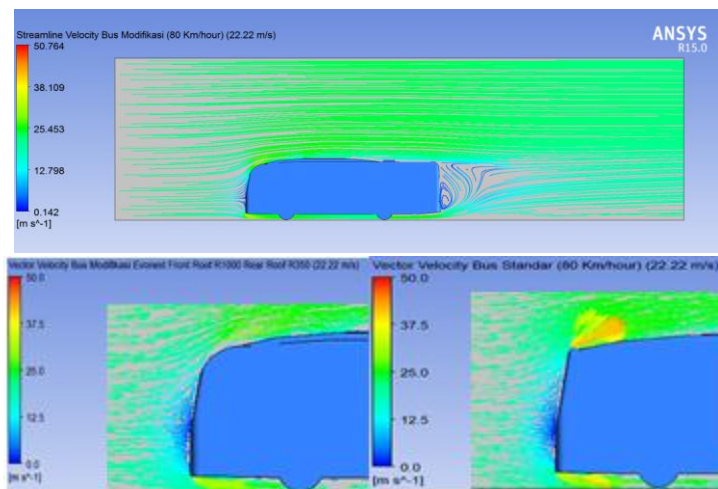 Streamline Velocity Bus Modifikasi (80 Km/hour) (22.22 m/s)
50.764
38.109
25.453
12.798
0.142
[m s^-1]
ANSYS
R15.0
Vector Velocity Bus Modifikasi Evonest Front Roof R1000 Rear Roof R350 (22.22 m/s)
50.0
37.5
25.0
12.5
0.0
[m s^-1]
Vector Velocity Bus Standar (80 Km/hour) (22.22 m/s)
50.0
37.5
25.0
12.5
0.0
[m s^-1]